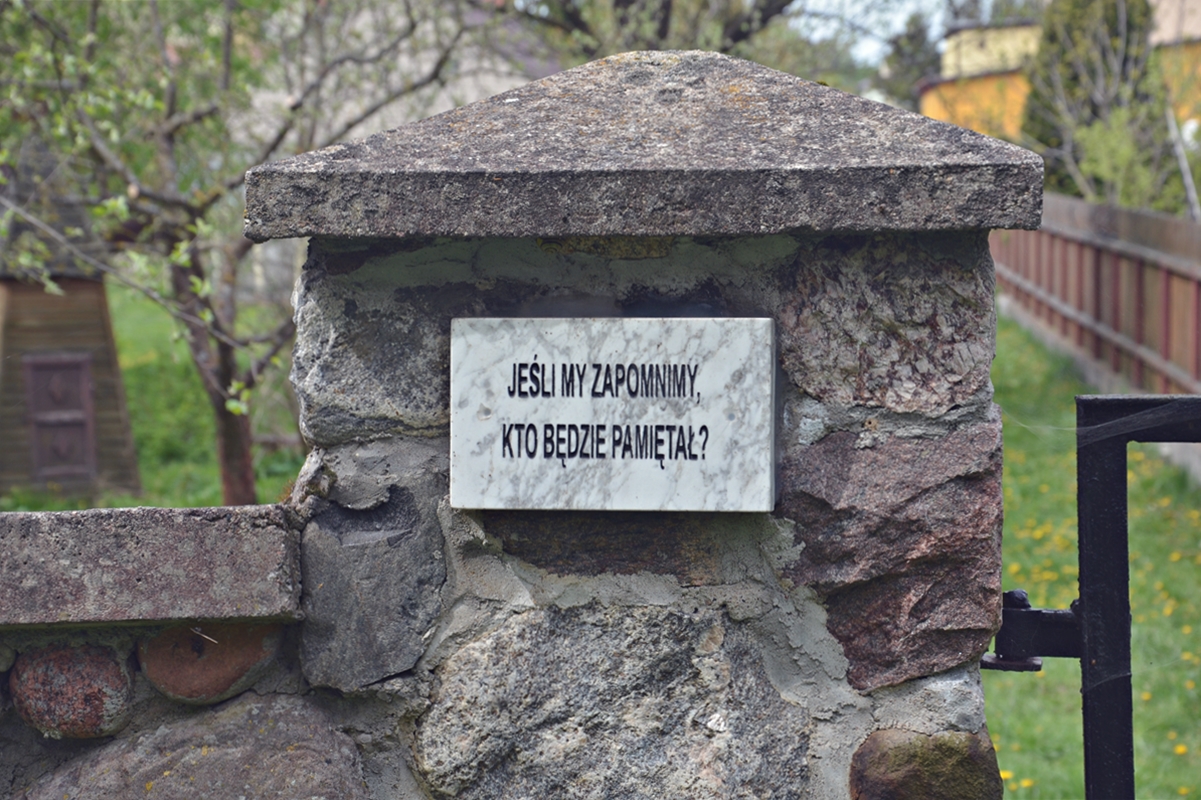 JEŚLI MY ZAPOMNIMY,
KTO BĘDZIE PAMIĘTAŁ?